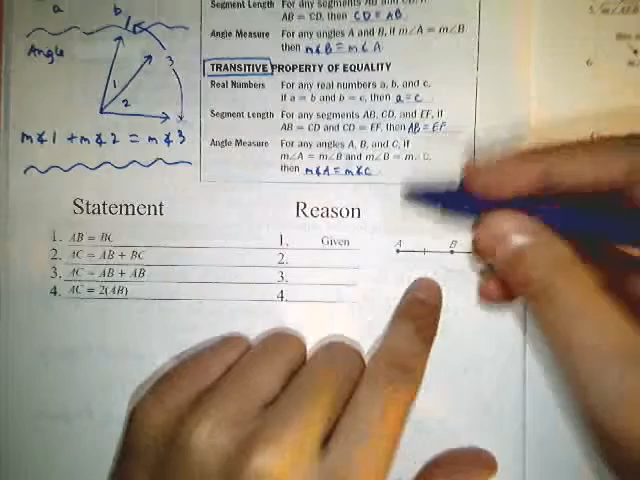 a b
Segment Length For any segments AB and CD, if
AB = CD, then CD = AB
Angle Measure For any angles A and B, if m∠A = m∠B
then m∡B = m∡A
TRANSITIVE PROPERTY OF EQUALITY
Real Numbers For any real numbers a, b, and c,
if a = b and b = c, then a = c
Segment Length For any segments AB, CD, and EF, if
AB = CD and CD = EF, then AB = EF
Angle Measure For any angles A, B, and C, if
m∠A = m∠B and m∠B = m∠C,
then m∡A = m∡C
Angle
1
2
3
m∡1 + m∡2 = m∡3
Statement Reason
1. AB = BC 1. Given
2. AC = AB + BC 2.
3. AC = AB + AB 3.
4. AC = 2(AB) 4.
A B
5.
6.